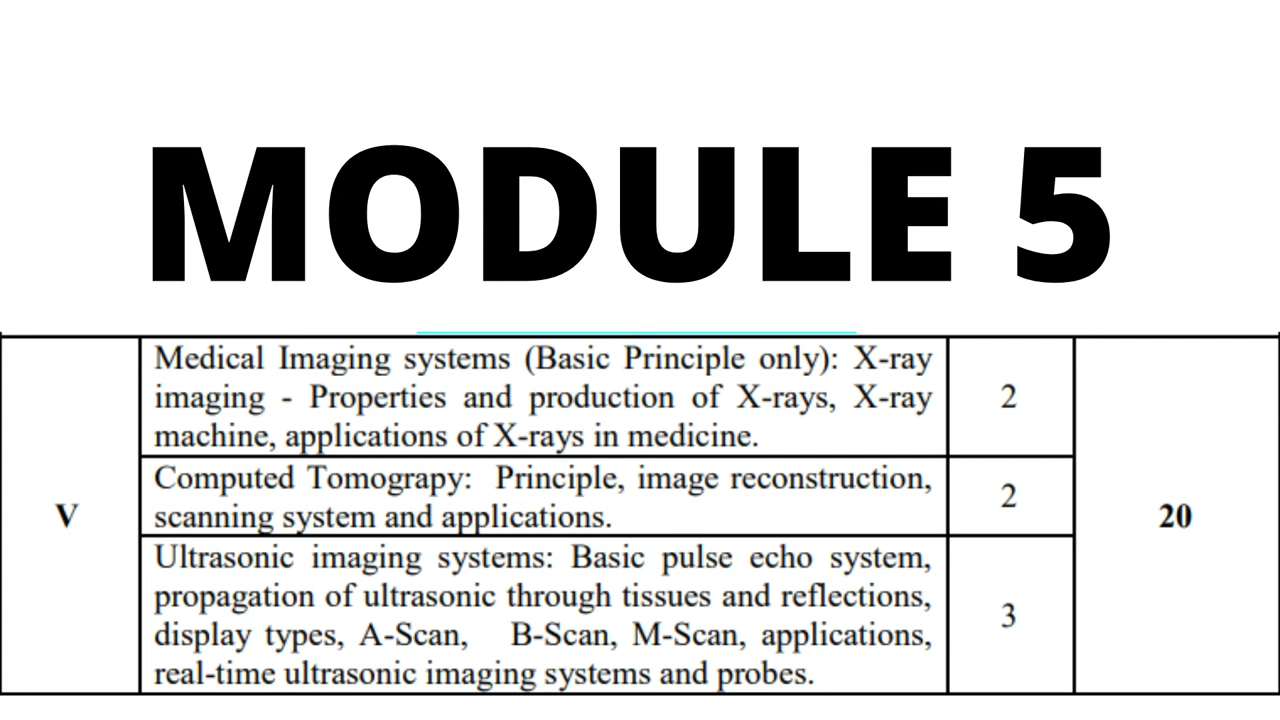 MODULE 5
V
Medical Imaging systems (Basic Principle only): X-ray
imaging - Properties and production of X-rays, X-ray
machine, applications of X-rays in medicine.
2
Computed Tomograpy: Principle, image reconstruction,
scanning system and applications.
2
Ultrasonic imaging systems: Basic pulse echo system,
propagation of ultrasonic through tissues and reflections,
display types, A-Scan, B-Scan, M-Scan, applications,
real-time ultrasonic imaging systems and probes.
3
20